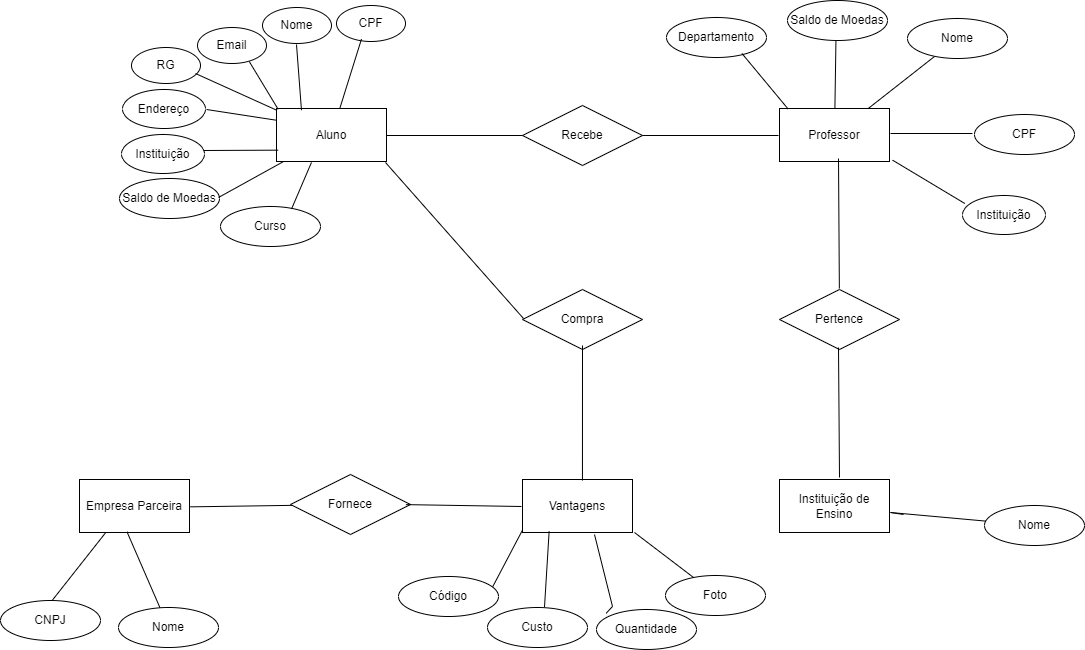 CPF
Nome
Email
RG
Endereço
Instituição
Saldo de Moedas
Curso
Aluno
Recebe
Departamento
Saldo de Moedas
Nome
Professor
CPF
Instituição
Compra
Pertence
Empresa Parceira
Fornece
Vantagens
Instituição de
Ensino
Nome
CNPJ
Nome
Código
Custo
Quantidade
Foto